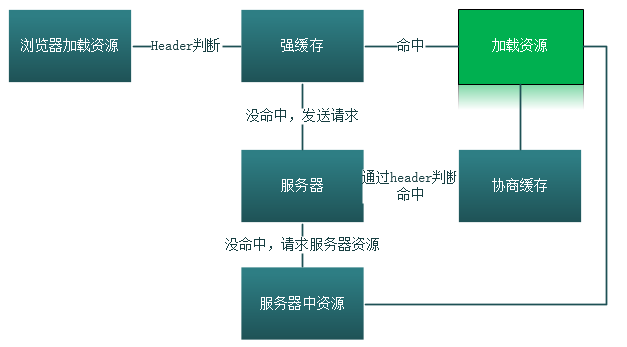 浏览器加载资源
Header判断
强缓存
命中
加载资源
没命中，发送请求
服务器
通过header判断
命中
协商缓存
没命中，请求服务器资源
服务器中资源